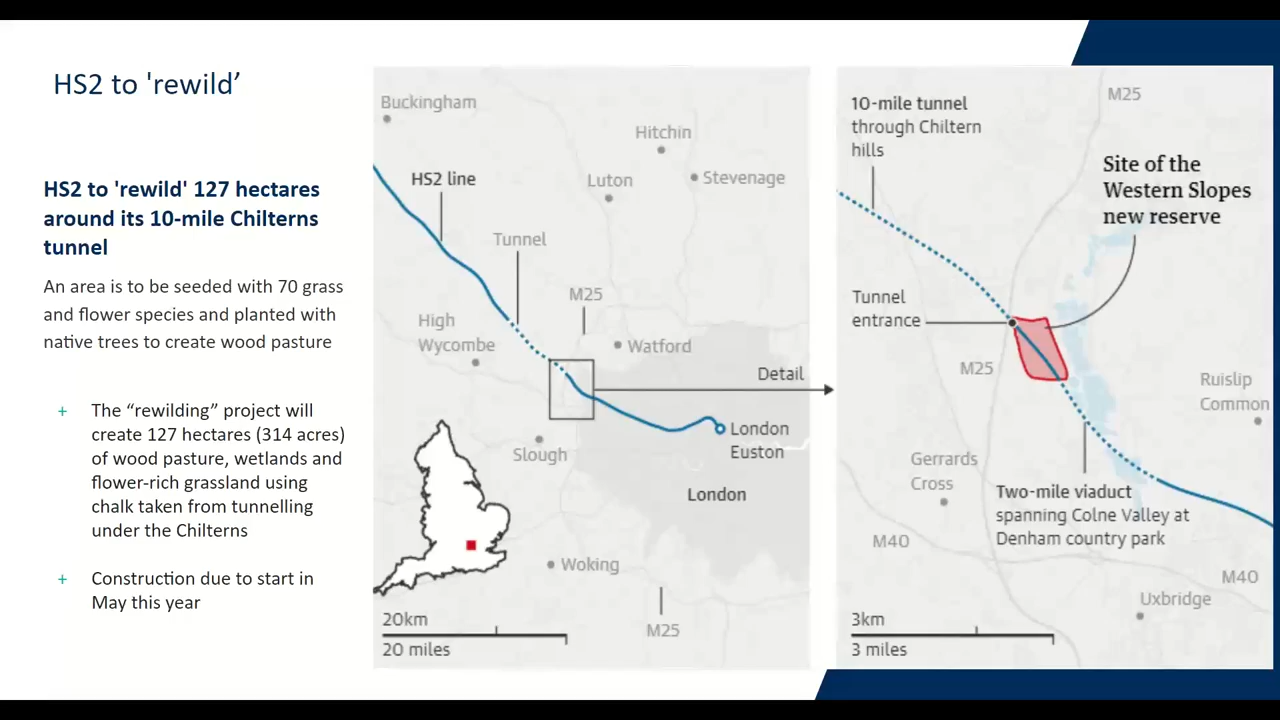 HS2 to 'rewild’
HS2 to 'rewild' 127 hectares
around its 10-mile Chilterns
tunnel
An area is to be seeded with 70 grass
and flower species and planted with
native trees to create wood pasture
+ The “rewilding” project will
create 127 hectares (314 acres)
of wood pasture, wetlands and
flower-rich grassland using
chalk taken from tunnelling
under the Chilterns
+ Construction due to start in
May this year
Buckingham
Hitchin
HS2 line
Luton
Stevenage
Tunnel
M25
High
Wycombe
Watford
Detail
London
Euston
Slough
London
Woking
M25
20km
20 miles
M25
10-mile tunnel
through Chiltern
hills
Site of the
Western Slopes
new reserve
Tunnel
entrance
M25
Ruislip
Common
Gerrards
Cross
Two-mile viaduct
spanning Colne Valley at
Denham country park
M40
M40
Uxbridge
3km
3 miles